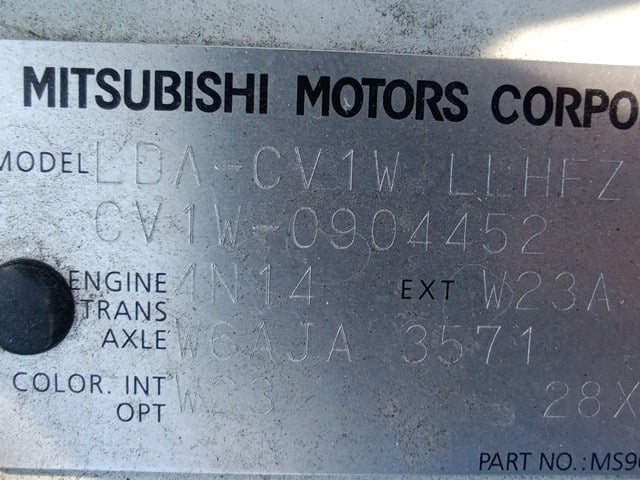 MITSUBISHI MOTORS CORPO
MODEL LDA-CV1W LLHFZ
CV1W-0904452
ENGINE 4N14 EXT W23A
TRANS
AXLE W6AJA 3571
COLOR. INT W23 28X
OPT
PART NO.:MS90